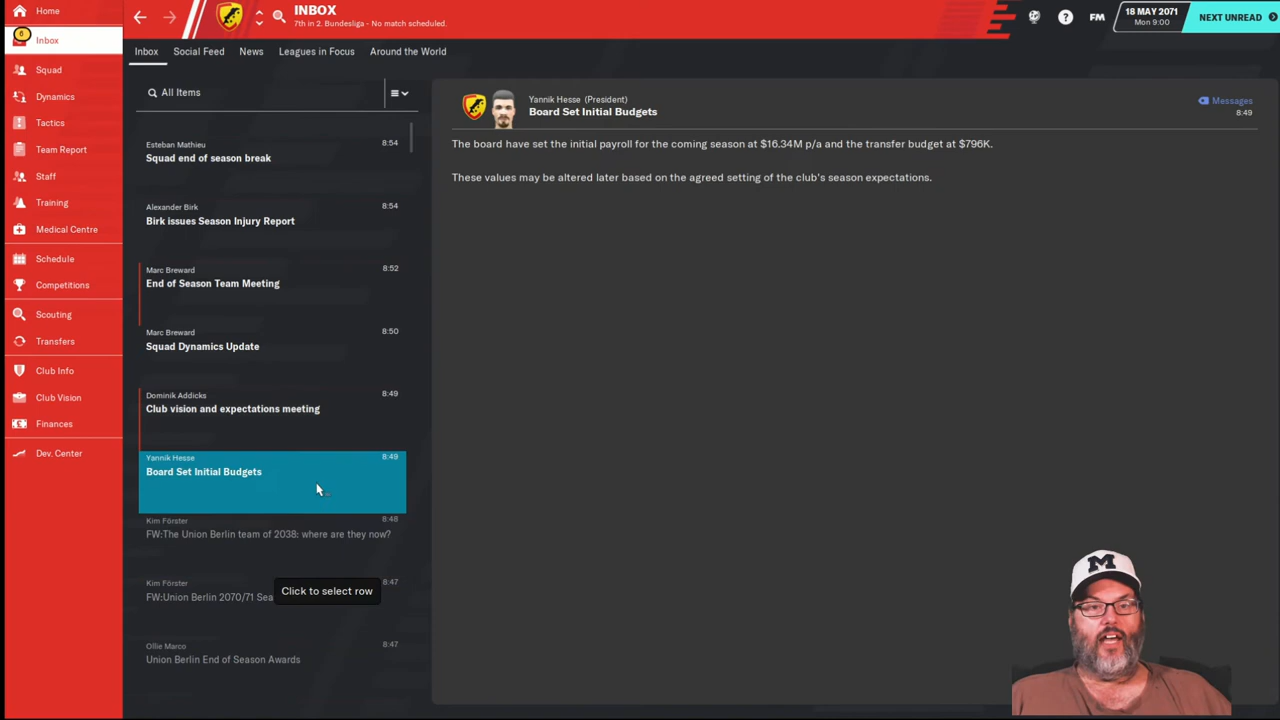 Home
6
Inbox
Squad
Dynamics
Tactics
Team Report
Staff
Training
Medical Centre
Schedule
Competitions
Scouting
Transfers
Club Info
Club Vision
Finances
Dev. Center
INBOX
7th in 2. Bundesliga - No match scheduled.
?
FM
18 MAY 2071
Mon 9:00
NEXT UNREAD
Inbox
Social Feed
News
Leagues in Focus
Around the World
All Items
Esteban Mathieu
8:54
Squad end of season break
Alexander Birk
8:54
Birk issues Season Injury Report
Marc Breward
8:52
End of Season Team Meeting
Marc Breward
8:50
Squad Dynamics Update
Dominik Addicks
8:49
Club vision and expectations meeting
Yannik Hesse
8:49
Board Set Initial Budgets
Kim Förster
8:48
FW:The Union Berlin team of 2038: where are they now?
Kim Förster
8:47
FW:Union Berlin 2070/71 Sea
Click to select row
Ollie Marco
8:47
Union Berlin End of Season Awards
Yannik Hesse (President)
Board Set Initial Budgets
Messages
8:49
The board have set the initial payroll for the coming season at $16.34M p/a and the transfer budget at $796K.
These values may be altered later based on the agreed setting of the club's season expectations.
M